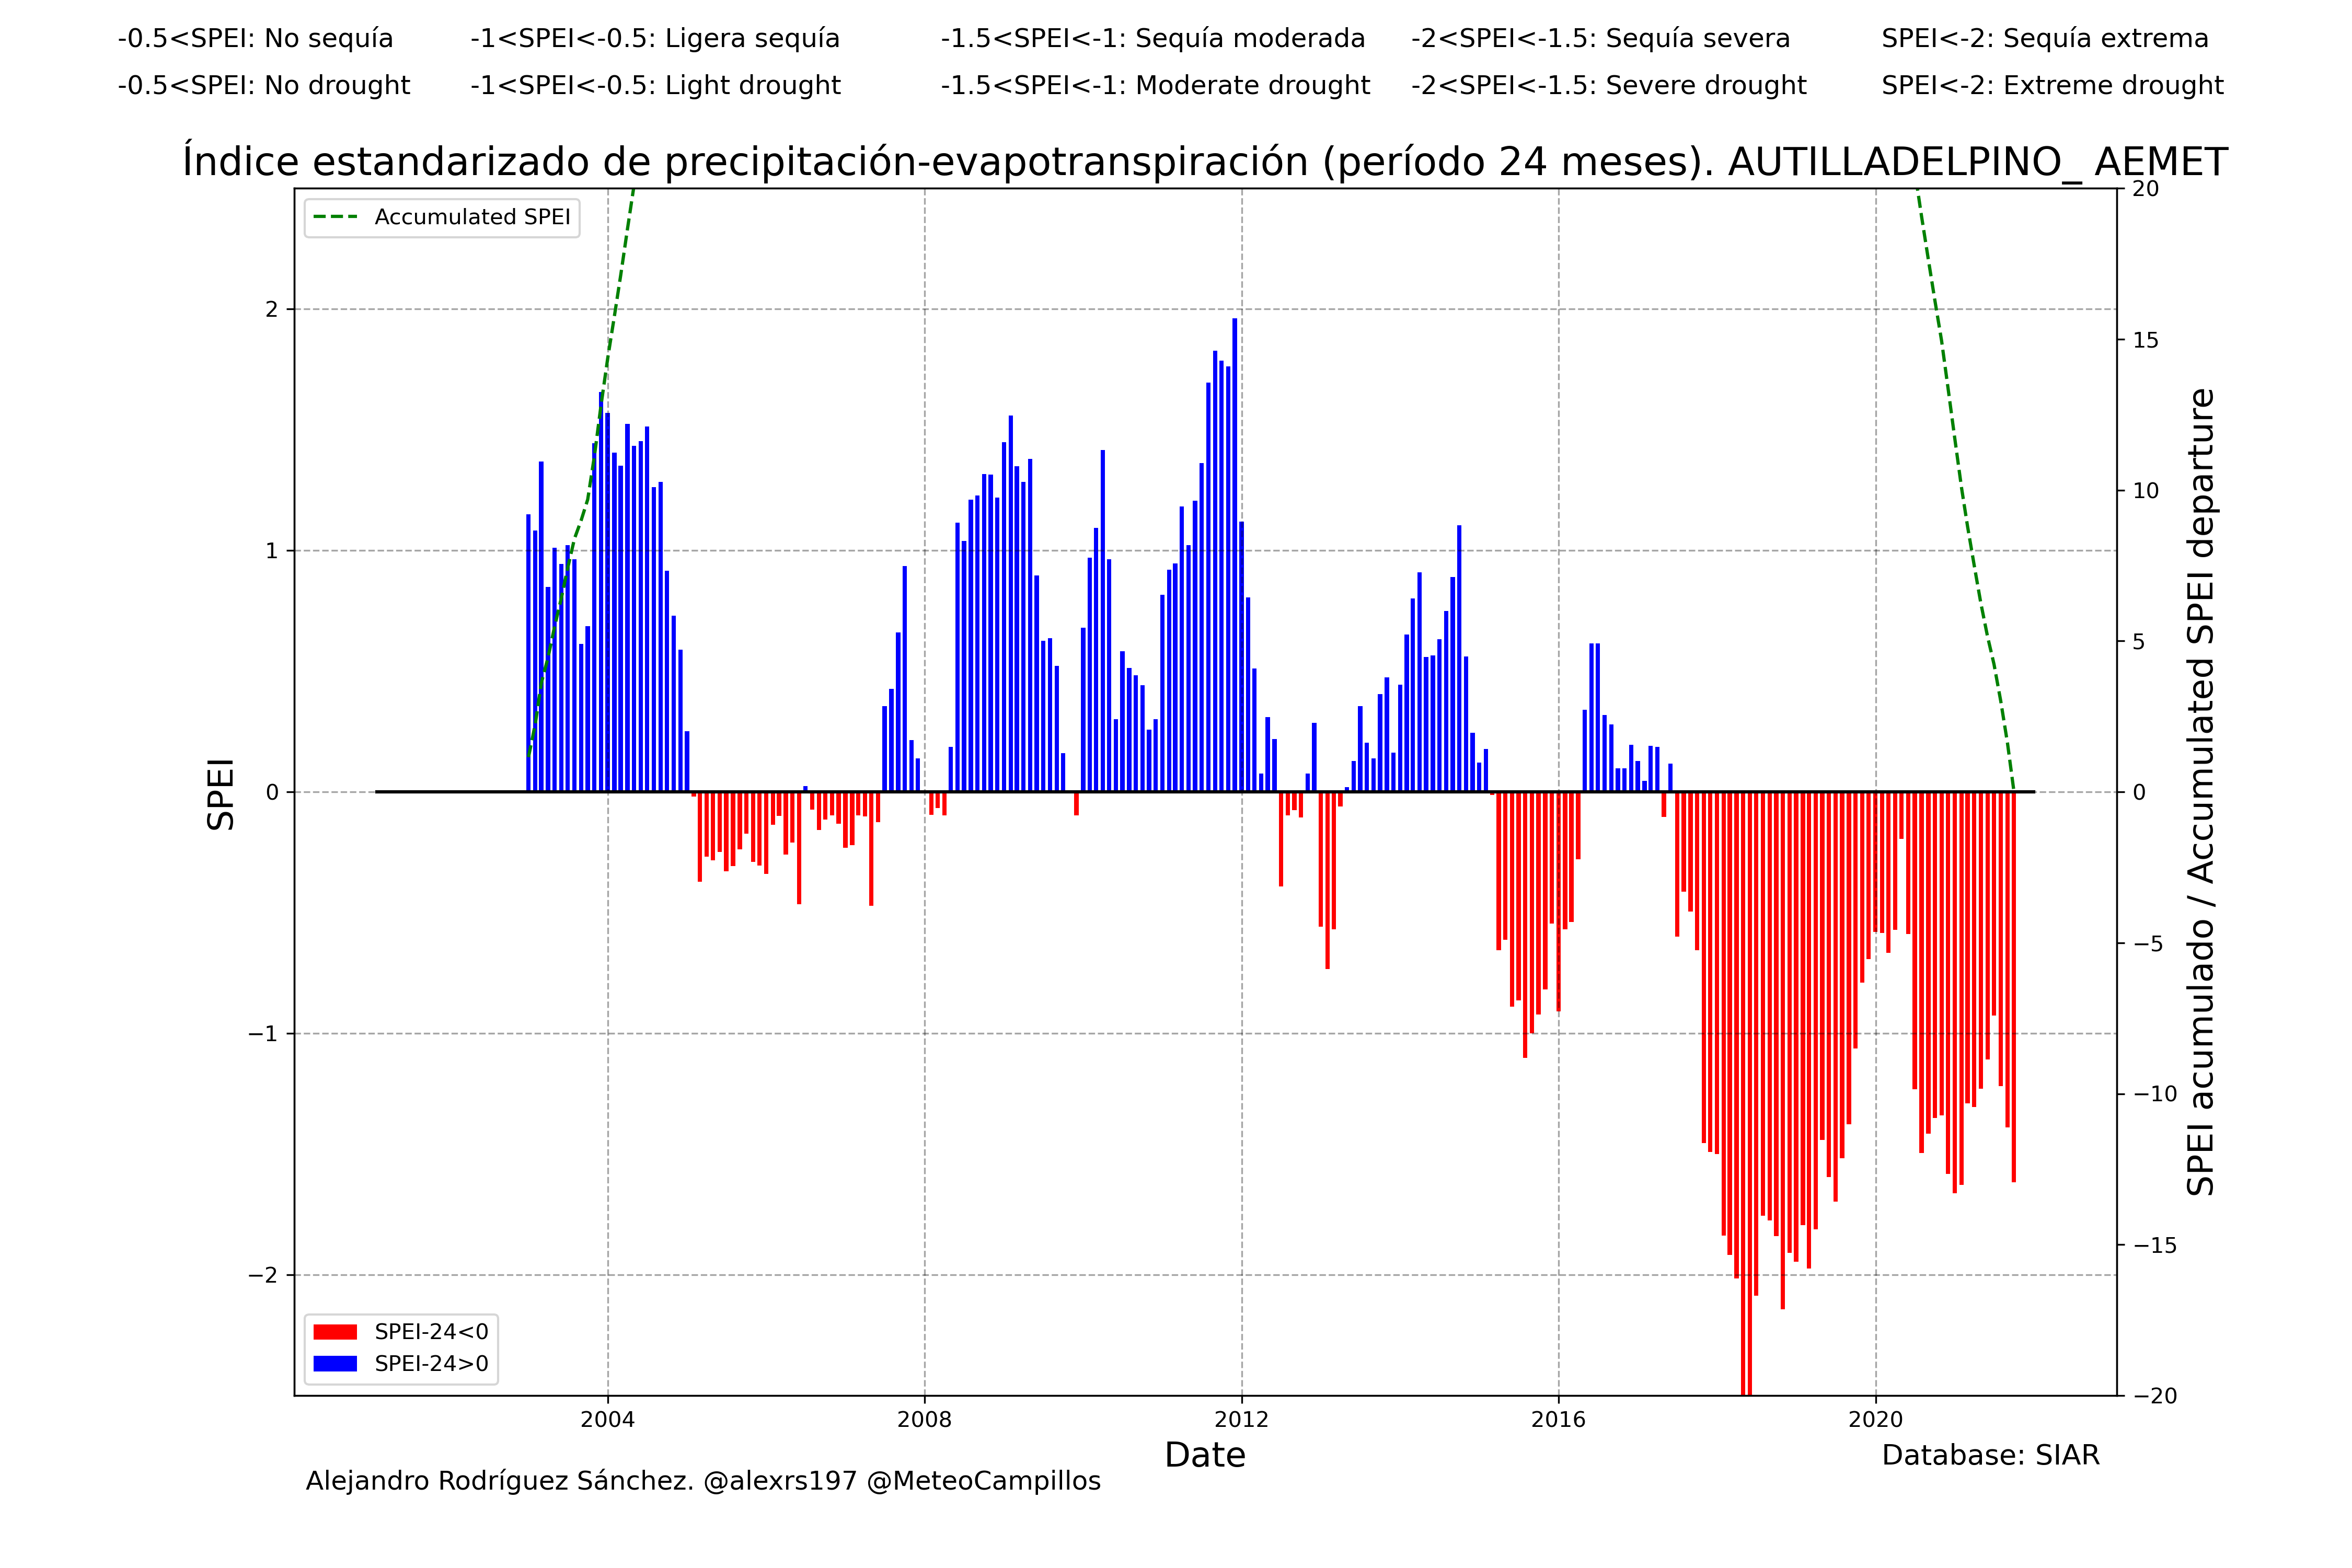 -0.5<SPEI: No sequía -1<SPEI<-0.5: Ligera sequía -1.5<SPEI<-1: Sequía moderada -2<SPEI<-1.5: Sequía severa SPEI<-2: Sequía extrema
-0.5<SPEI: No drought -1<SPEI<-0.5: Light drought -1.5<SPEI<-1: Moderate drought -2<SPEI<-1.5: Severe drought SPEI<-2: Extreme drought
Índice estandarizado de precipitación-evapotranspiración (período 24 meses). AUTILLADELPINO_ AEMET
Accumulated SPEI
2
1
0
−1
−2
SPEI
20
15
10
5
0
−5
−10
−15
−20
SPEI acumulado / Accumulated SPEI departure
SPEI-24<0
SPEI-24>0
2004 2008 2012 2016 2020
Date
Database: SIAR
Alejandro Rodríguez Sánchez. @alexrs197 @MeteoCampillos